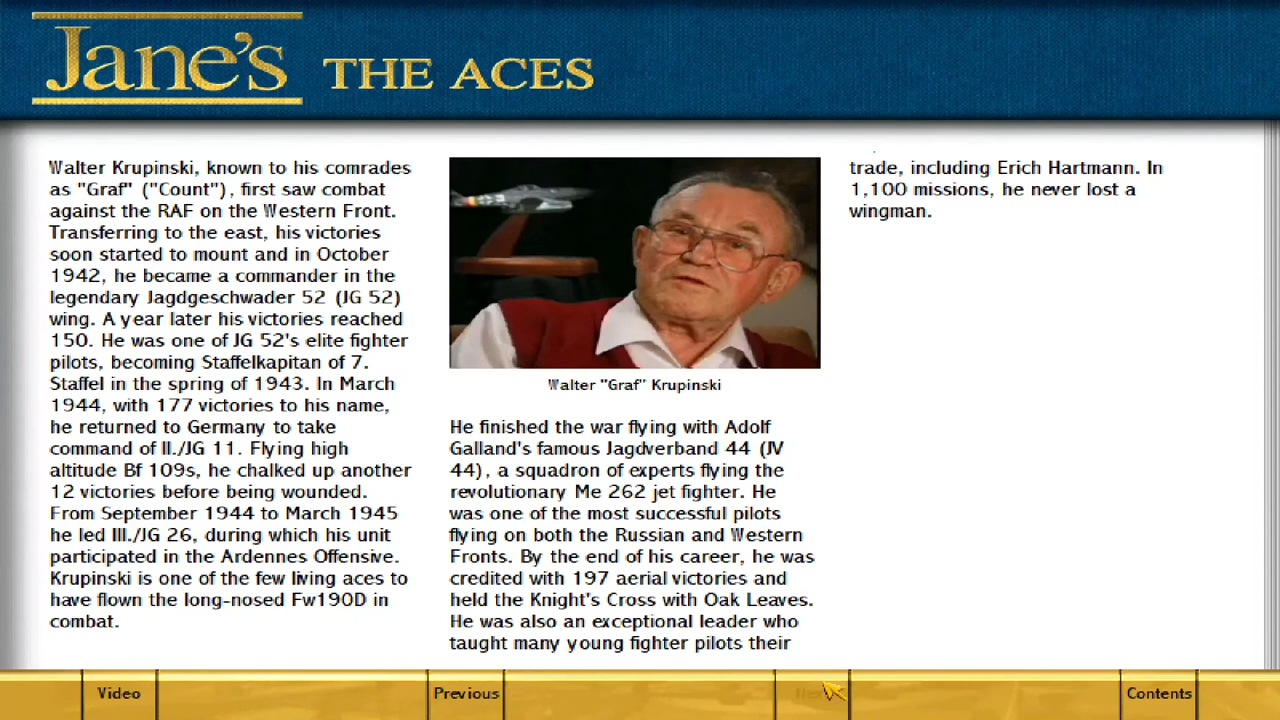 Jane's THE ACES
Walter Krupinski, known to his comrades
as "Graf" ("Count"), first saw combat
against the RAF on the Western Front.
Transferring to the east, his victories
soon started to mount and in October
1942, he became a commander in the
legendary Jagdgeschwader 52 (JG 52)
wing. A year later his victories reached
150. He was one of JG 52's elite fighter
pilots, becoming Staffelkapitan of 7.
Staffel in the spring of 1943. In March
1944, with 177 victories to his name,
he returned to Germany to take
command of II./JG 11. Flying high
altitude Bf 109s, he chalked up another
12 victories before being wounded.
From September 1944 to March 1945
he led III./JG 26, during which his unit
participated in the Ardennes Offensive.
Krupinski is one of the few living aces to
have flown the long-nosed Fw190D in
combat.
Walter "Graf" Krupinski
He finished the war flying with Adolf
Galland's famous Jagdverband 44 (JV
44), a squadron of experts flying the
revolutionary Me 262 jet fighter. He
was one of the most successful pilots
flying on both the Russian and Western
Fronts. By the end of his career, he was
credited with 197 aerial victories and
held the Knight's Cross with Oak Leaves.
He was also an exceptional leader who
taught many young fighter pilots their
trade, including Erich Hartmann. In
1,100 missions, he never lost a
wingman.
Video
Previous
Contents